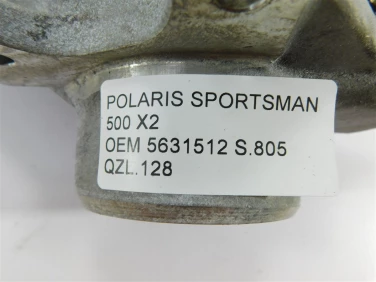 POLARIS SPORTSMAN
500 X2
OEM 5631512 S.805
QZL.128